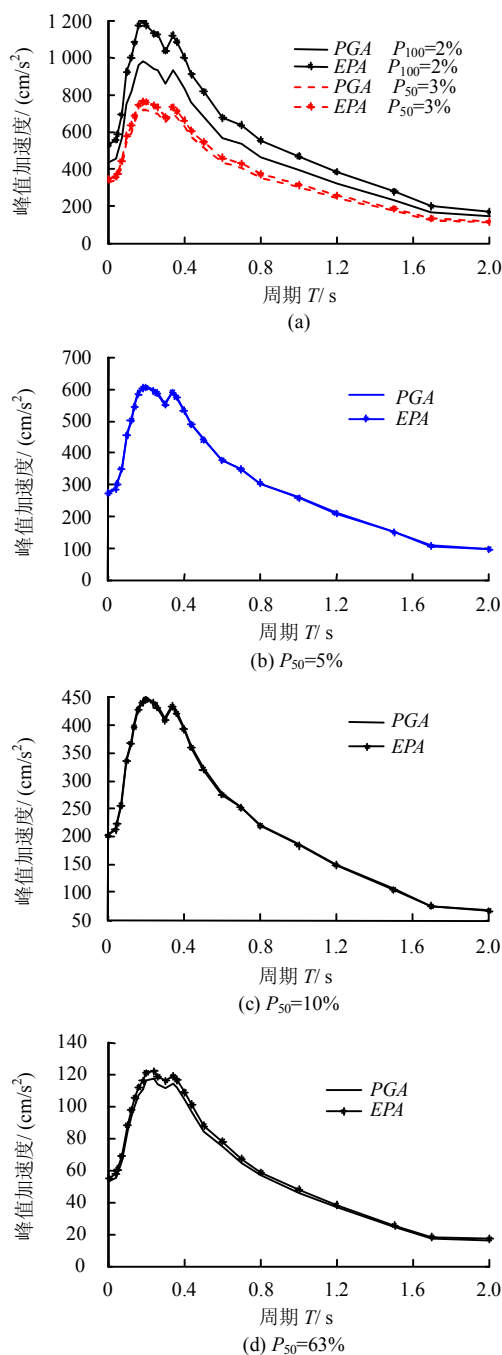 1 200
1 000
800
600
400
200
0
峰值加速度/ (cm/s²)
PGA P₁₀₀=2%
EPA P₁₀₀=2%
PGA P₅₀=3%
EPA P₅₀=3%
0 0.4 0.8 1.2 1.6 2.0
周期 T/ s
(a)
700
600
500
400
300
200
100
0
峰值加速度/ (cm/s²)
PGA
EPA
0 0.4 0.8 1.2 1.6 2.0
周期 T/ s
(b) P₅₀=5%
450
400
350
300
250
200
150
100
50
峰值加速度/ (cm/s²)
PGA
EPA
0 0.4 0.8 1.2 1.6 2.0
周期 T/ s
(c) P₅₀=10%
140
120
100
80
60
40
20
0
峰值加速度/ (cm/s²)
PGA
EPA
0 0.4 0.8 1.2 1.6 2.0
周期 T/ s
(d) P₅₀=63%